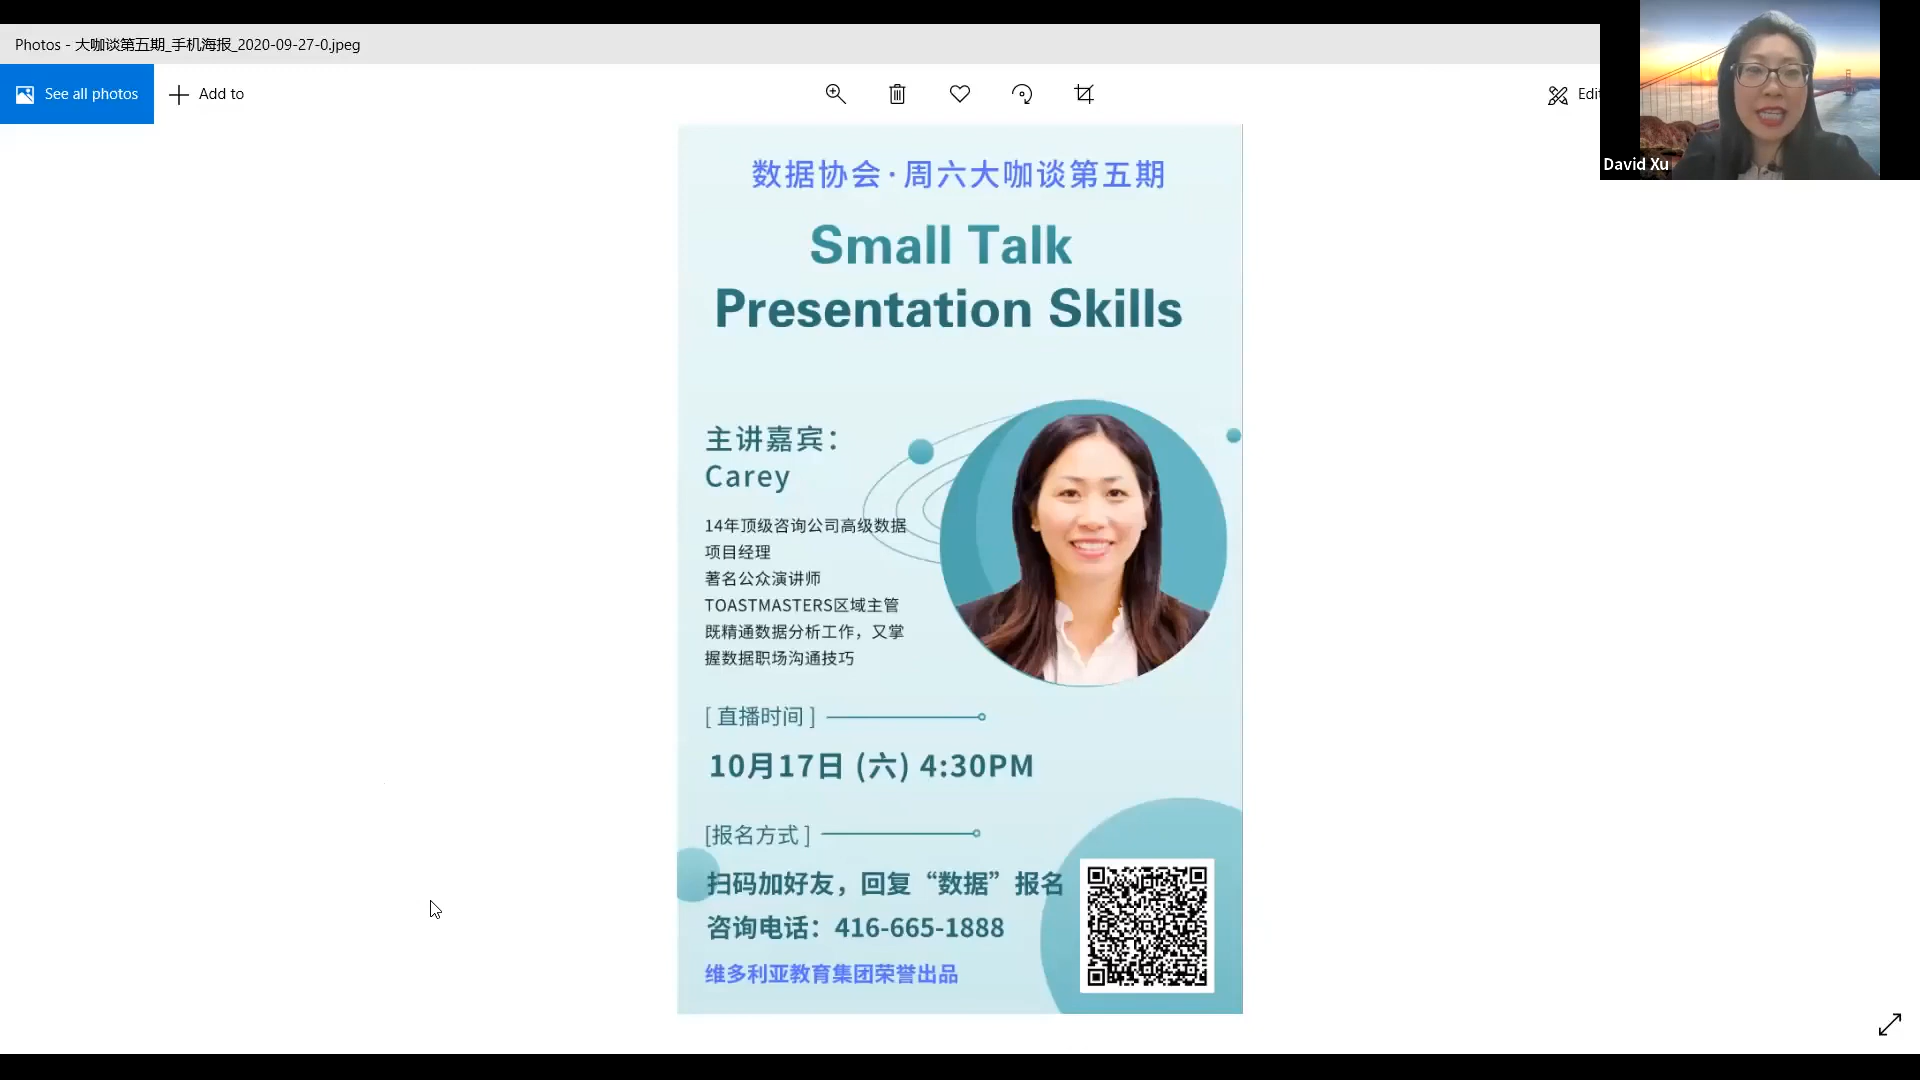 Photos - 大咖谈第五期_手机海报_2020-09-27-0.jpeg
See all photos
Add to
Edit
David Xu
数据协会·周六大咖谈第五期
Small Talk
Presentation Skills
主讲嘉宾：
Carey
14年顶级咨询公司高级数据
项目经理
著名公众演讲师
TOASTMASTERS区域主管
既精通数据分析工作，又掌
握数据职场沟通技巧
[ 直播时间 ]
10月17日 (六) 4:30PM
[报名方式 ]
扫码加好友，回复“数据”报名
咨询电话：416-665-1888
维多利亚教育集团荣誉出品